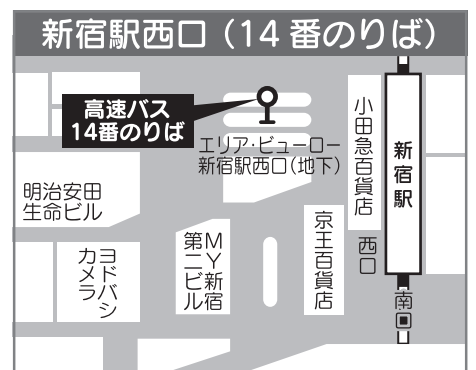 新宿駅西口（14番のりば）
高速バス
14番のりば
エリア・ビューロー
新宿駅西口（地下）
小田急百貨店
新宿駅
明治安田
生命ビル
ヨドバシ
カメラ
MY新宿
第二ビル
京王百貨店
西口
南口